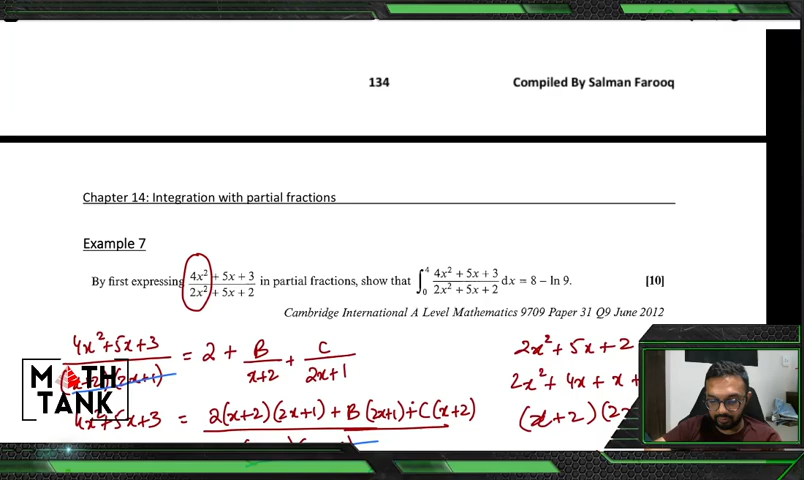 134
Compiled By Salman Farooq
Chapter 14: Integration with partial fractions
Example 7
By first expressing (4x² + 5x + 3)/(2x² + 5x + 2) in partial fractions, show that ∫₀⁴ (4x² + 5x + 3)/(2x² + 5x + 2) dx = 8 – ln 9. [10]
Cambridge International A Level Mathematics 9709 Paper 31 Q9 June 2012
(4x²+5x+3)/((x+2)(2x+1)) = 2 + B/(x+2) + C/(2x+1)
2x²+5x+2
2x²+4x+x+
4x²+5x+3 = 2(x+2)(2x+1)+B(2x+1)+C(x+2)
(x+2)(2x
MATH
TANK